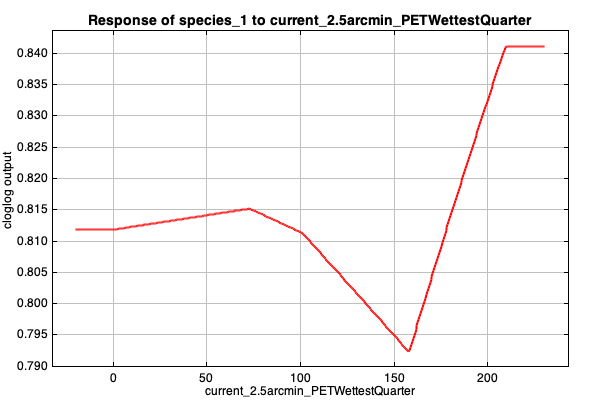 Response of species_1 to current_2.5arcmin_PETWettestQuarter
0.840
0.835
0.830
0.825
0.820
0.815
0.810
0.805
0.800
0.795
0.790
cloglog output
0 50 100 150 200
current_2.5arcmin_PETWettestQuarter